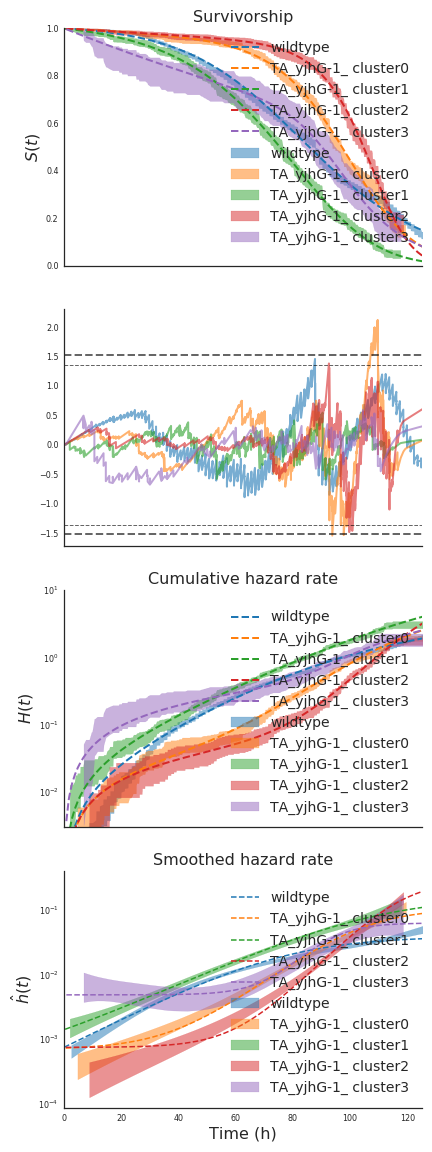 Survivorship
1.0
0.8
0.6
0.4
0.2
0.0
S(t)
wildtype
TA_yjhG-1_ cluster0
TA_yjhG-1_ cluster1
TA_yjhG-1_ cluster2
TA_yjhG-1_ cluster3
wildtype
TA_yjhG-1_ cluster0
TA_yjhG-1_ cluster1
TA_yjhG-1_ cluster2
TA_yjhG-1_ cluster3
2.0
1.5
1.0
0.5
0.0
−0.5
−1.0
−1.5
Cumulative hazard rate
10¹
10⁰
10⁻¹
10⁻²
H(t)
wildtype
TA_yjhG-1_ cluster0
TA_yjhG-1_ cluster1
TA_yjhG-1_ cluster2
TA_yjhG-1_ cluster3
wildtype
TA_yjhG-1_ cluster0
TA_yjhG-1_ cluster1
TA_yjhG-1_ cluster2
TA_yjhG-1_ cluster3
Smoothed hazard rate
10⁻¹
10⁻²
10⁻³
10⁻⁴
ĥ(t)
wildtype
TA_yjhG-1_ cluster0
TA_yjhG-1_ cluster1
TA_yjhG-1_ cluster2
TA_yjhG-1_ cluster3
wildtype
TA_yjhG-1_ cluster0
TA_yjhG-1_ cluster1
TA_yjhG-1_ cluster2
TA_yjhG-1_ cluster3
0 20 40 60 80 100 120
Time (h)